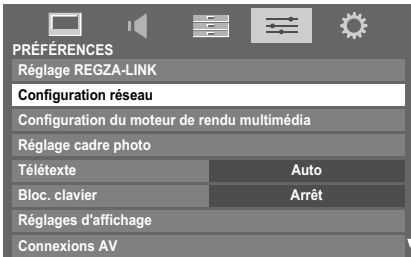 PRÉFÉRENCES
Réglage REGZA-LINK
Configuration réseau
Configuration du moteur de rendu multimédia
Réglage cadre photo
Télétexte Auto
Bloc. clavier Arrêt
Réglages d'affichage
Connexions AV